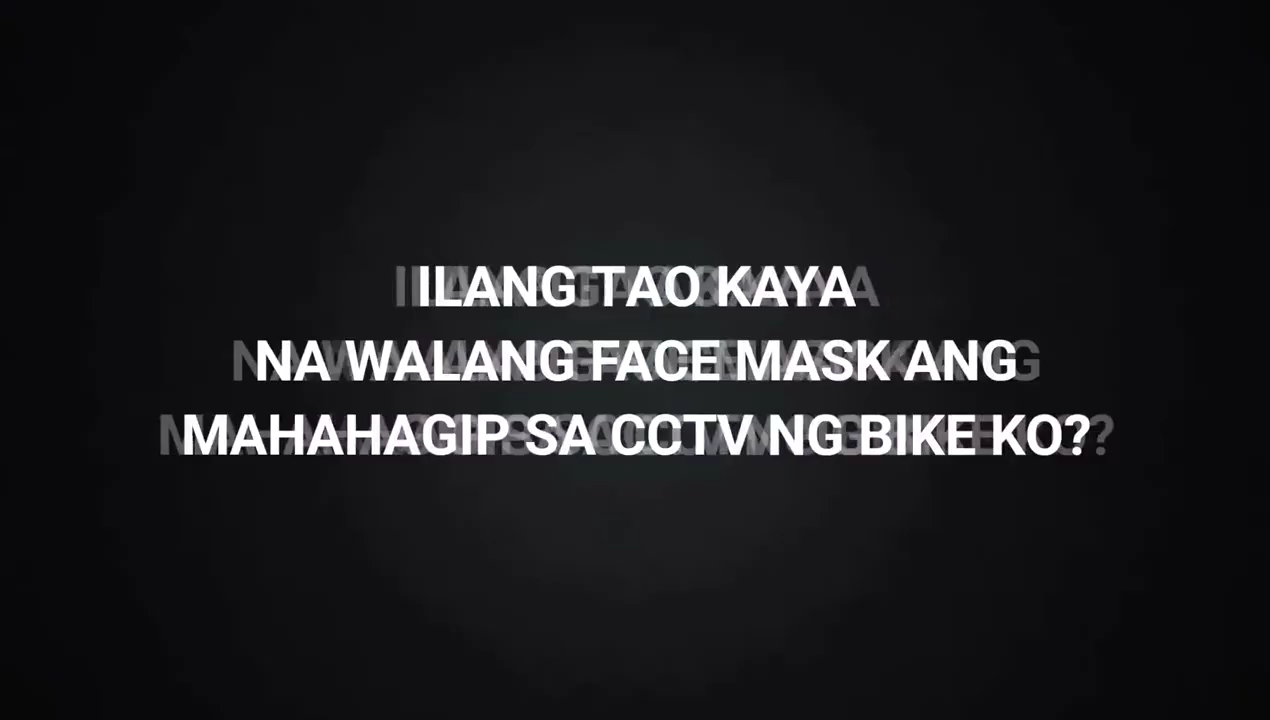 ILANG TAO KAYA
NA WALANG FACE MASK ANG
MAHAHAGIP SA CCTV NG BIKE KO?